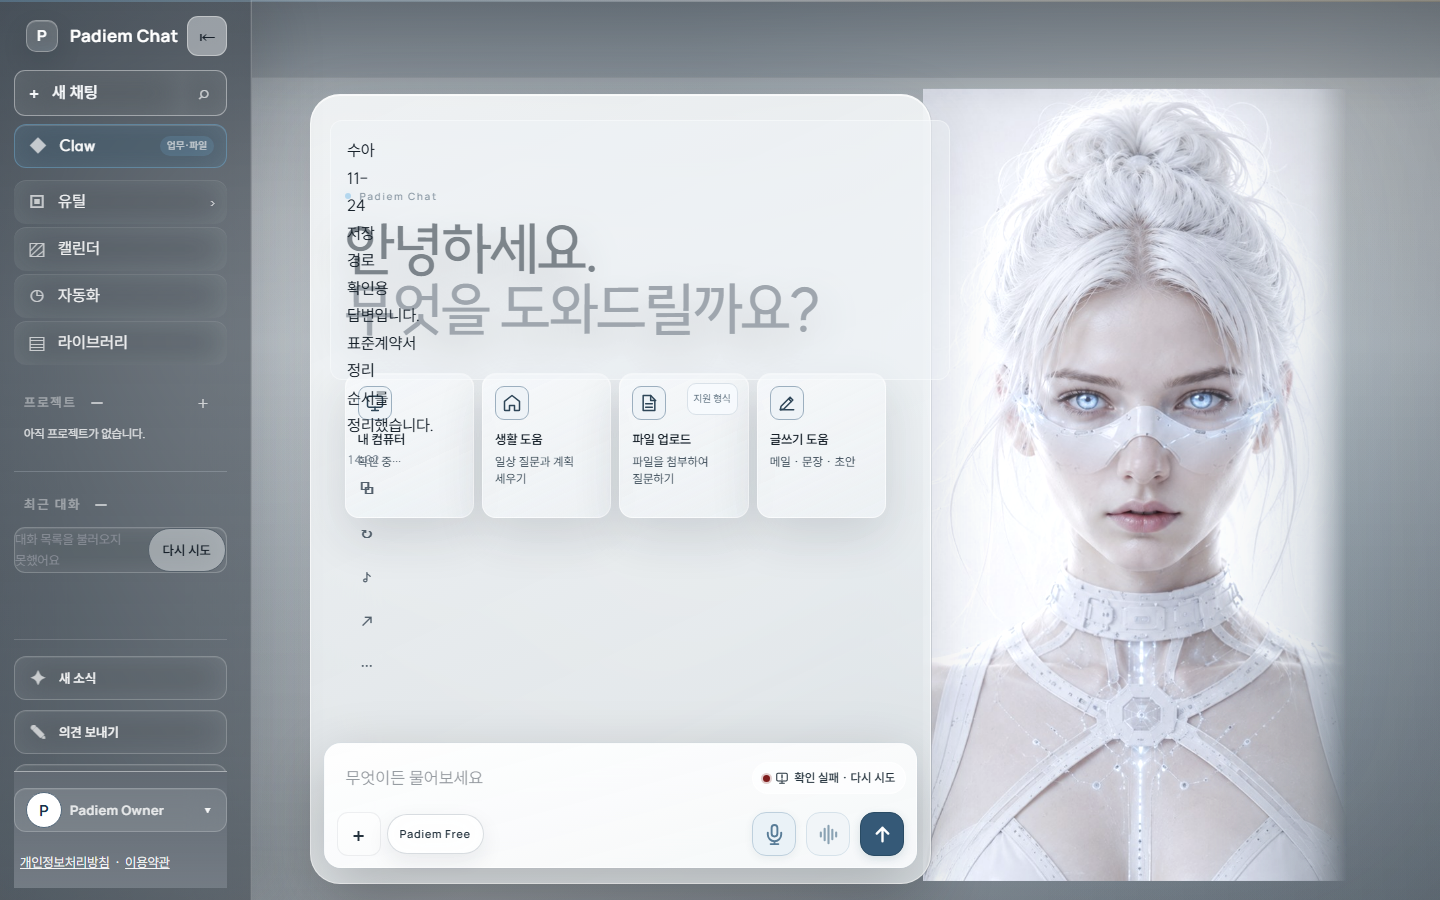 P Padiem Chat
+ 새 채팅
Claw 업무·파일
유틸
캘린더
자동화
라이브러리
프로젝트
아직 프로젝트가 없습니다.
최근 대화
대화 목록을 불러오지
못했어요
다시 시도
새 소식
의견 보내기
P Padiem Owner
개인정보처리방침 · 이용약관
수아
11–
24
저장
경로
확인용
답변입니다.
표준계약서
정리
순서를
정리했습니다.
Padiem Chat
안녕하세요.
무엇을 도와드릴까요?
내 컴퓨터
확인 중…
생활 도움
일상 질문과 계획
세우기
파일 업로드
지원 형식
파일을 첨부하여
질문하기
글쓰기 도움
메일 · 문장 · 초안
무엇이든 물어보세요
확인 실패 · 다시 시도
+ Padiem Free